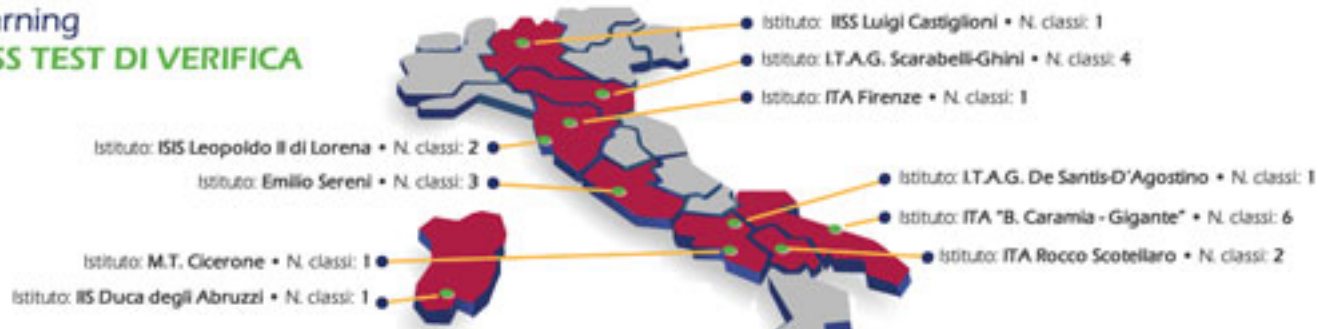 rning
SS TEST DI VERIFICA
Istituto: IISS Luigi Castiglioni • N. classi: 1
Istituto: I.T.A.G. Scarabelli-Ghini • N. classi: 4
Istituto: ITA Firenze • N. classi: 1
Istituto: ISIS Leopoldo II di Lorena • N. classi: 2
Istituto: Emilio Sereni • N. classi: 3
Istituto: I.T.A.G. De Santis-D'Agostino • N. classi: 1
Istituto: ITA "B. Caramia - Gigante" • N. classi: 6
Istituto: M.T. Cicerone • N. classi: 1
Istituto: ITA Rocco Scotellaro • N. classi: 2
Istituto: IIS Duca degli Abruzzi • N. classi: 1